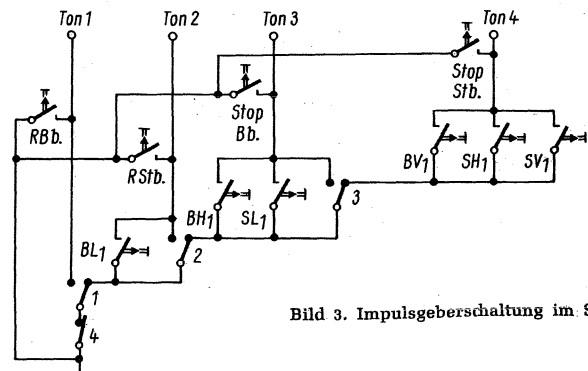 Ton 1 Ton 2 Ton 3 Ton 4
Stop
Stb.
Stop
Bb.
RBb.
RStb.
BV1 SH1 SV1
BH1 SL1 3
BL1 2
1
4
Bild 3. Impulsgeberschaltung im